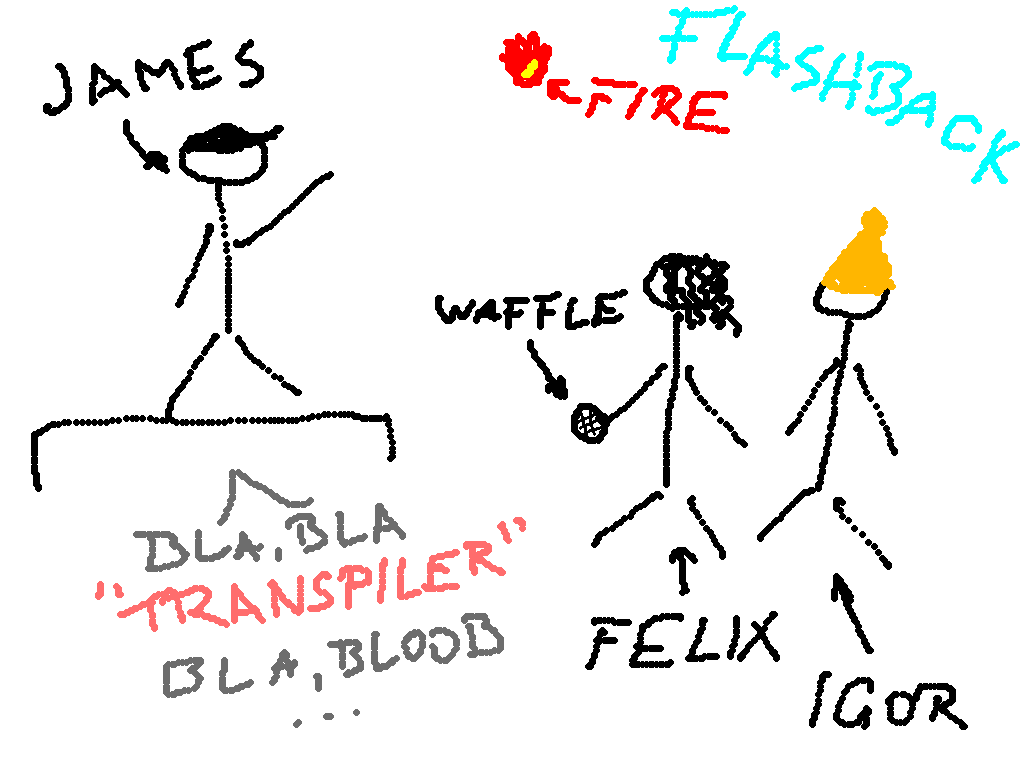 JAMES
FLASHBACK
FIRE
WAFFLE
BLA, BLA
"TRANSPILER"
BLA, BLOOD
...
FELIX
IGOR